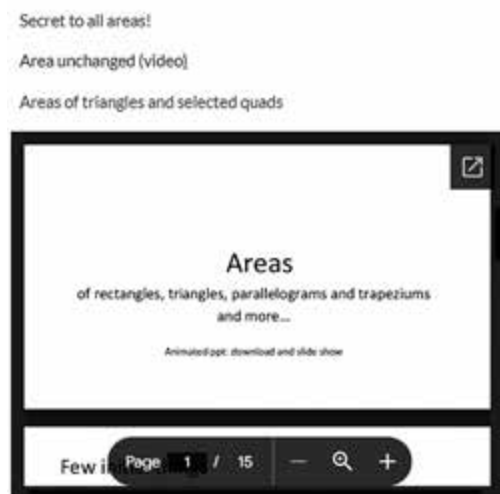 Secret to all areas!
Area unchanged (video)
Areas of triangles and selected quads
Areas
of rectangles, triangles, parallelograms and trapeziums
and more...
Animated ppt: download and slide show
Few
Page 1 / 15